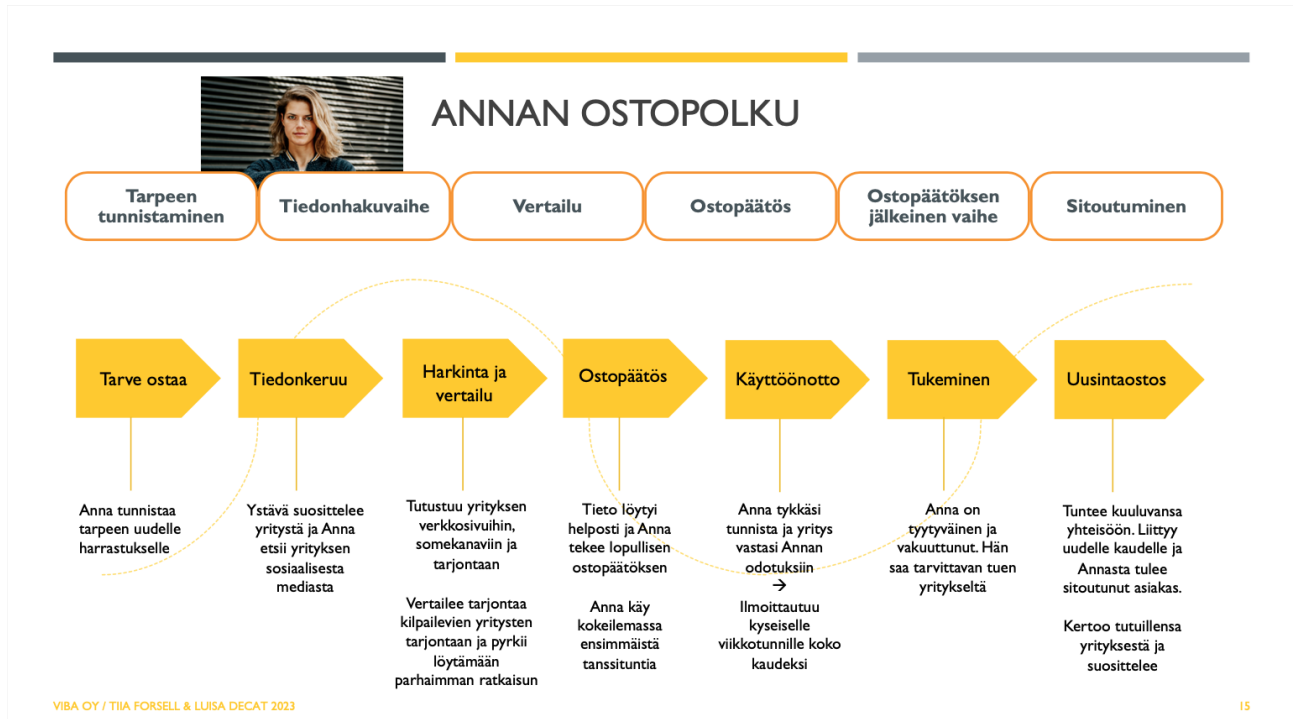 ANNAN OSTOPOLKU
Tarpeen
tunnistaminen
Tiedonhakuvaihe
Vertailu
Ostopäätös
Ostopäätöksen
jälkeinen vaihe
Sitoutuminen
Tarve ostaa
Tiedonkeruu
Harkinta ja
vertailu
Ostopäätös
Käyttöönotto
Tukeminen
Uusintaostos
Anna tunnistaa
tarpeen uudelle
harrastukselle
Ystävä suosittelee
yritystä ja Anna
etsii yrityksen
sosiaalisesta
mediasta
Tutustuu yrityksen
verkkosivuihin,
somekanaviin ja
tarjontaan
Vertailee tarjontaa
kilpailevien yritysten
tarjontaan ja pyrkii
löytämään
parhaimman ratkaisun
Tieto löytyi
helposti ja Anna
tekee lopullisen
ostopäätöksen
Anna käy
kokeilemassa
ensimmäistä
tanssituntia
Anna tykkäsi
tunnista ja yritys
vastasi Annan
odotuksiin
→
Ilmoittautuu
kyseiselle
viikkotunnille koko
kaudeksi
Anna on
tyytyväinen ja
vakuuttunut. Hän
saa tarvittavan tuen
yritykseltä
Tuntee kuuluvansa
yhteisöön. Liittyy
uudelle kaudelle ja
Annasta tulee
sitoutunut asiakas.
Kertoo tutuillensa
yrityksestä ja
suosittelee
VIBA OY / TIIA FORSELL & LUISA DECAT 2023
15